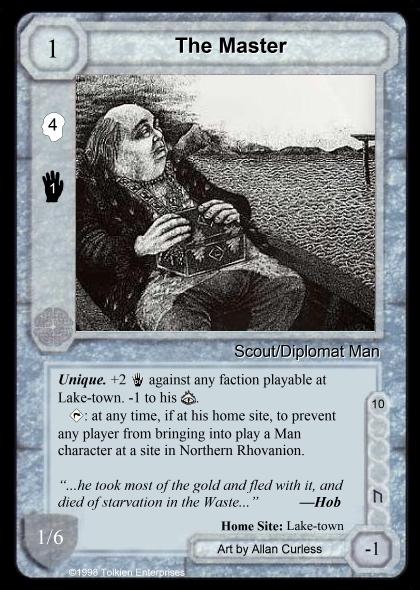 1
The Master
4
1
Scout/Diplomat Man
Unique. +2 against any faction playable at
Lake-town. -1 to his .
: at any time, if at his home site, to prevent
any player from bringing into play a Man
character at a site in Northern Rhovanion.
“...he took most of the gold and fled with it, and
died of starvation in the Waste...” —Hob
10
Home Site: Lake-town
1/6
Art by Allan Curless
-1
©1998 Tolkien Enterprises